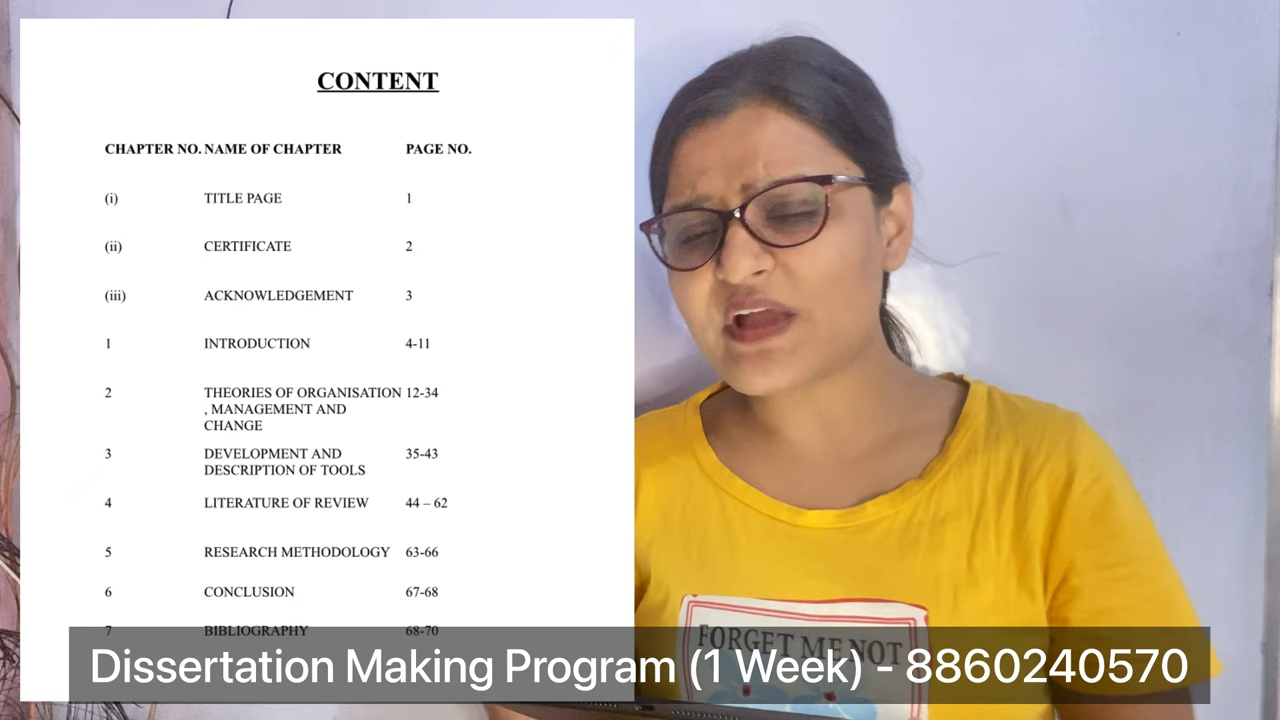 CONTENT
CHAPTER NO. NAME OF CHAPTER PAGE NO.
(i) TITLE PAGE 1
(ii) CERTIFICATE 2
(iii) ACKNOWLEDGEMENT 3
1 INTRODUCTION 4-11
2 THEORIES OF ORGANISATION 12-34
, MANAGEMENT AND
CHANGE
3 DEVELOPMENT AND 35-43
DESCRIPTION OF TOOLS
4 LITERATURE OF REVIEW 44 – 62
5 RESEARCH METHODOLOGY 63-66
6 CONCLUSION 67-68
7 BIBLIOGRAPHY 68-70
FORGET ME NOT
Dissertation Making Program (1 Week) - 8860240570